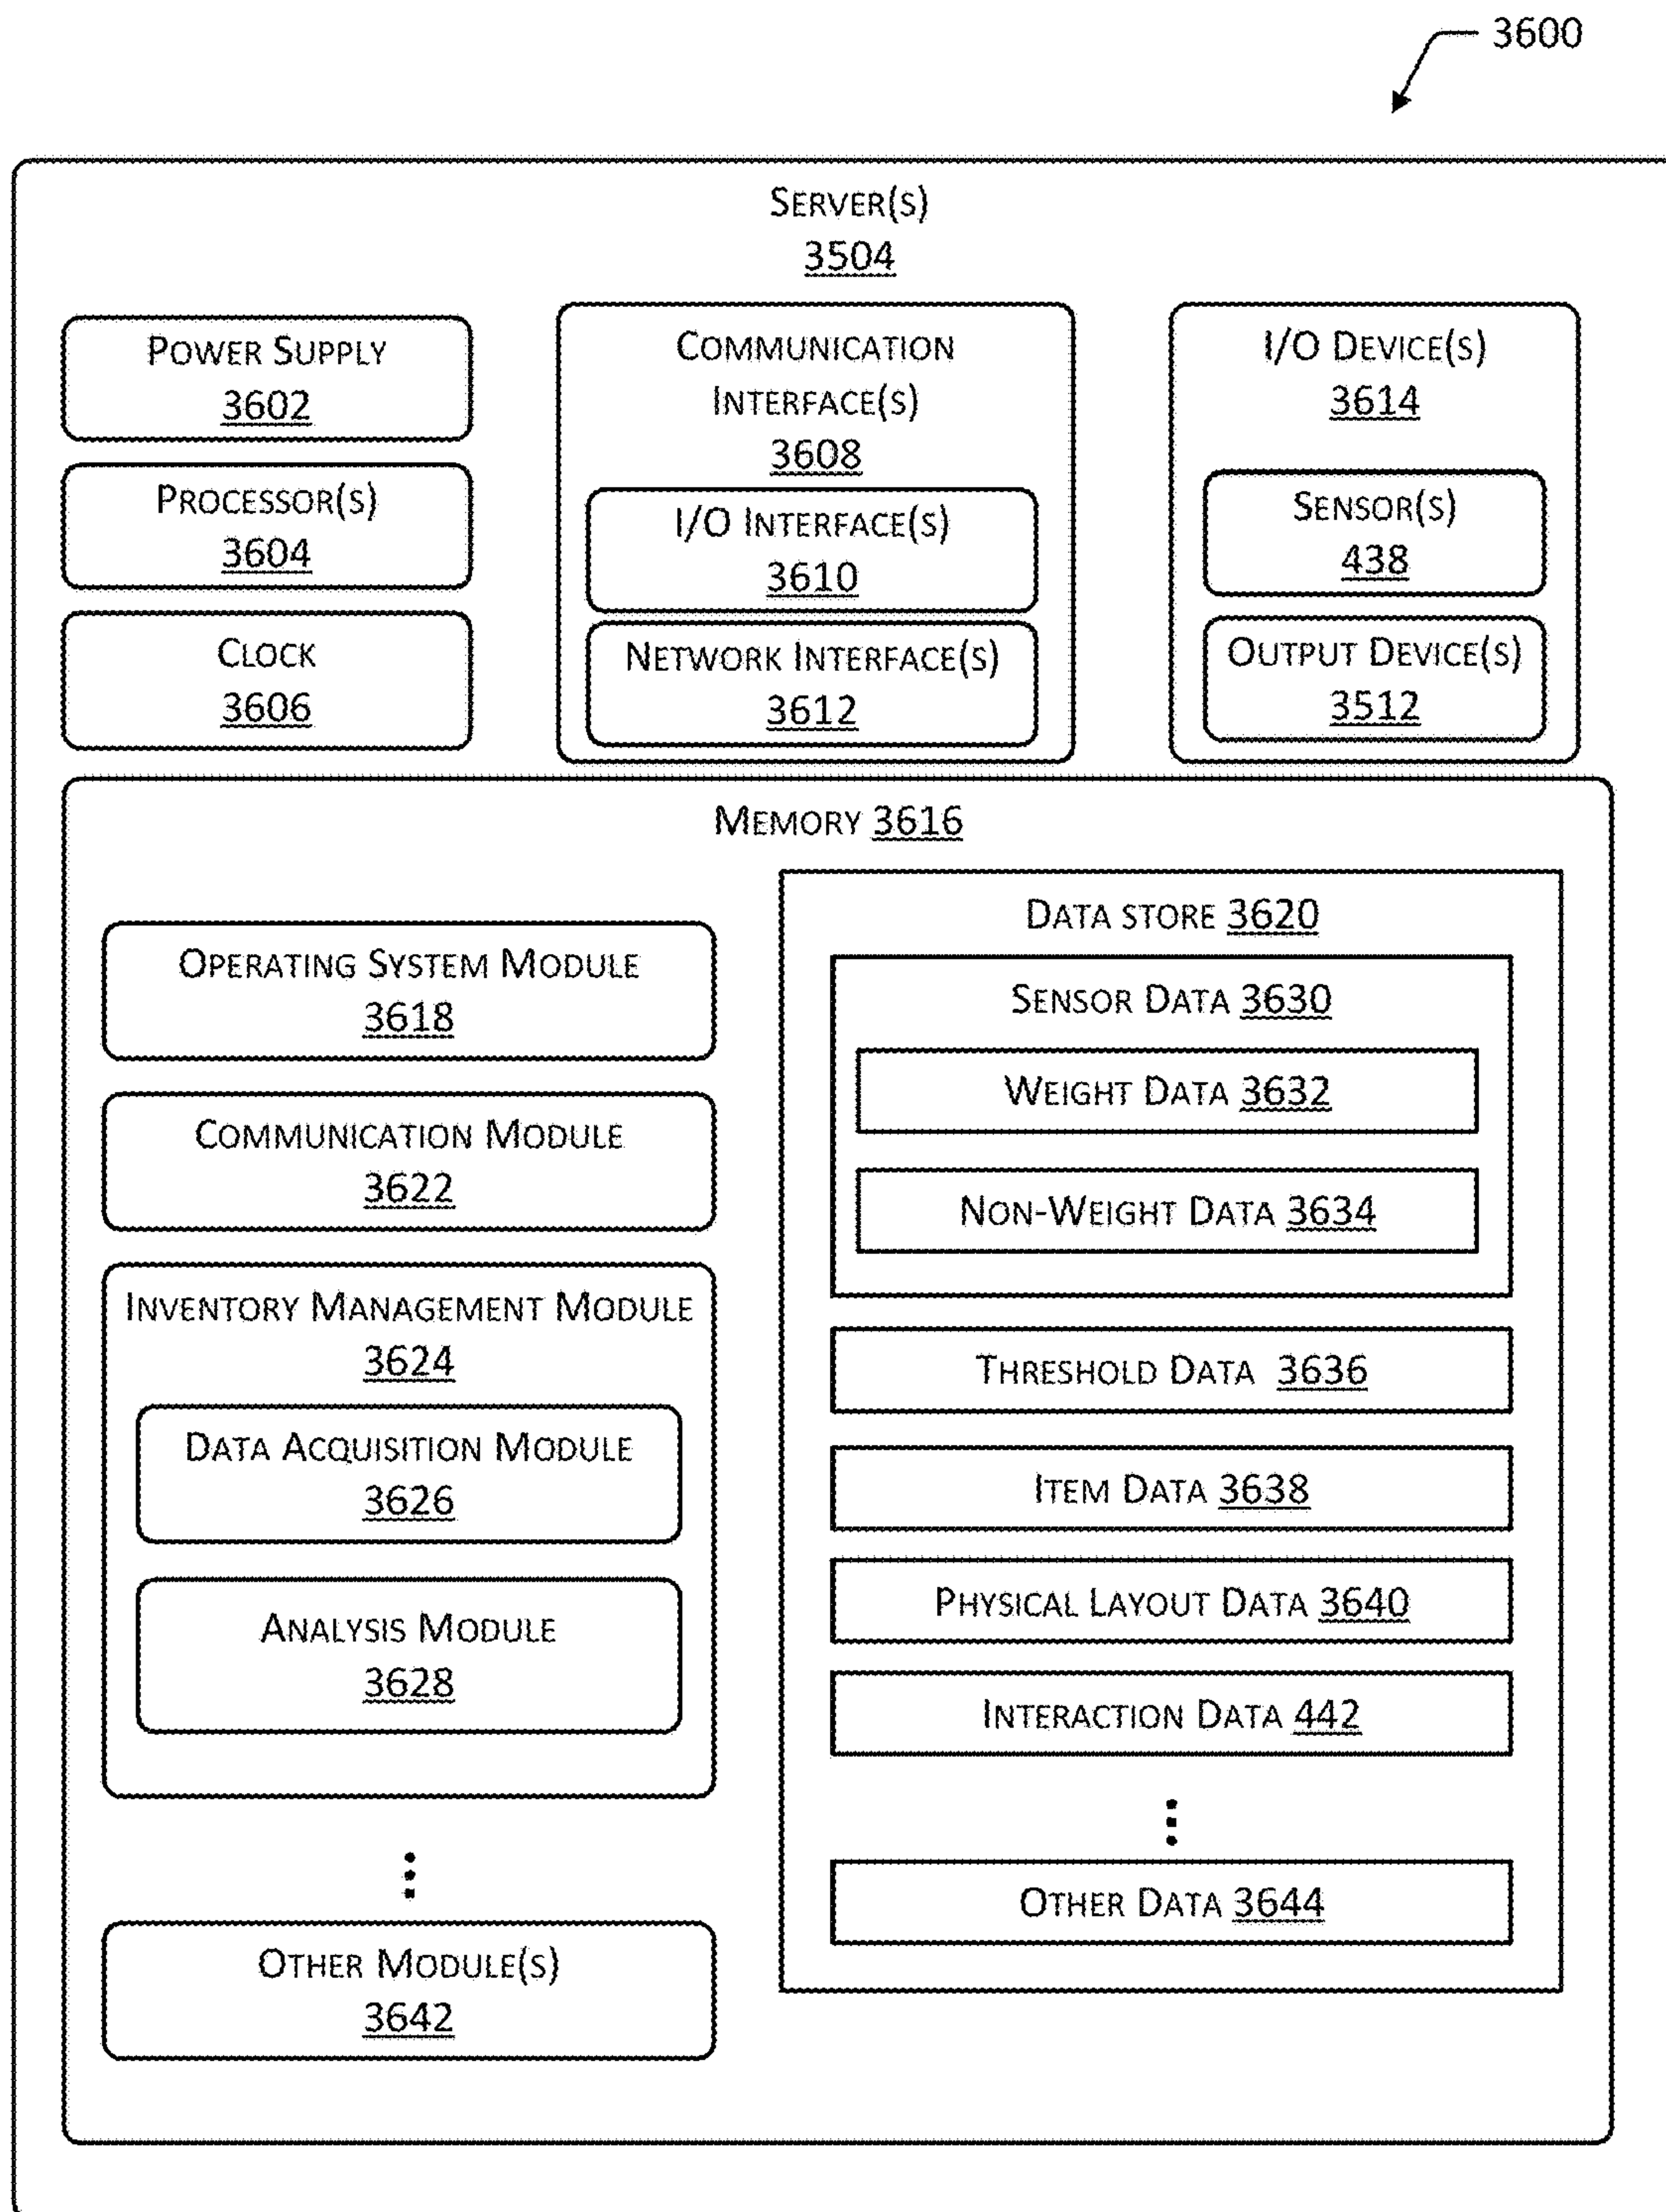 3600
SERVER(S)
3504
POWER SUPPLY
3602
PROCESSOR(S)
3604
CLOCK
3606
COMMUNICATION
INTERFACE(S)
3608
I/O INTERFACE(S)
3610
NETWORK INTERFACE(S)
3612
I/O DEVICE(S)
3614
SENSOR(S)
438
OUTPUT DEVICE(S)
3512
MEMORY 3616
OPERATING SYSTEM MODULE
3618
COMMUNICATION MODULE
3622
INVENTORY MANAGEMENT MODULE
3624
DATA ACQUISITION MODULE
3626
ANALYSIS MODULE
3628
OTHER MODULE(S)
3642
DATA STORE 3620
SENSOR DATA 3630
WEIGHT DATA 3632
NON-WEIGHT DATA 3634
THRESHOLD DATA 3636
ITEM DATA 3638
PHYSICAL LAYOUT DATA 3640
INTERACTION DATA 442
OTHER DATA 3644